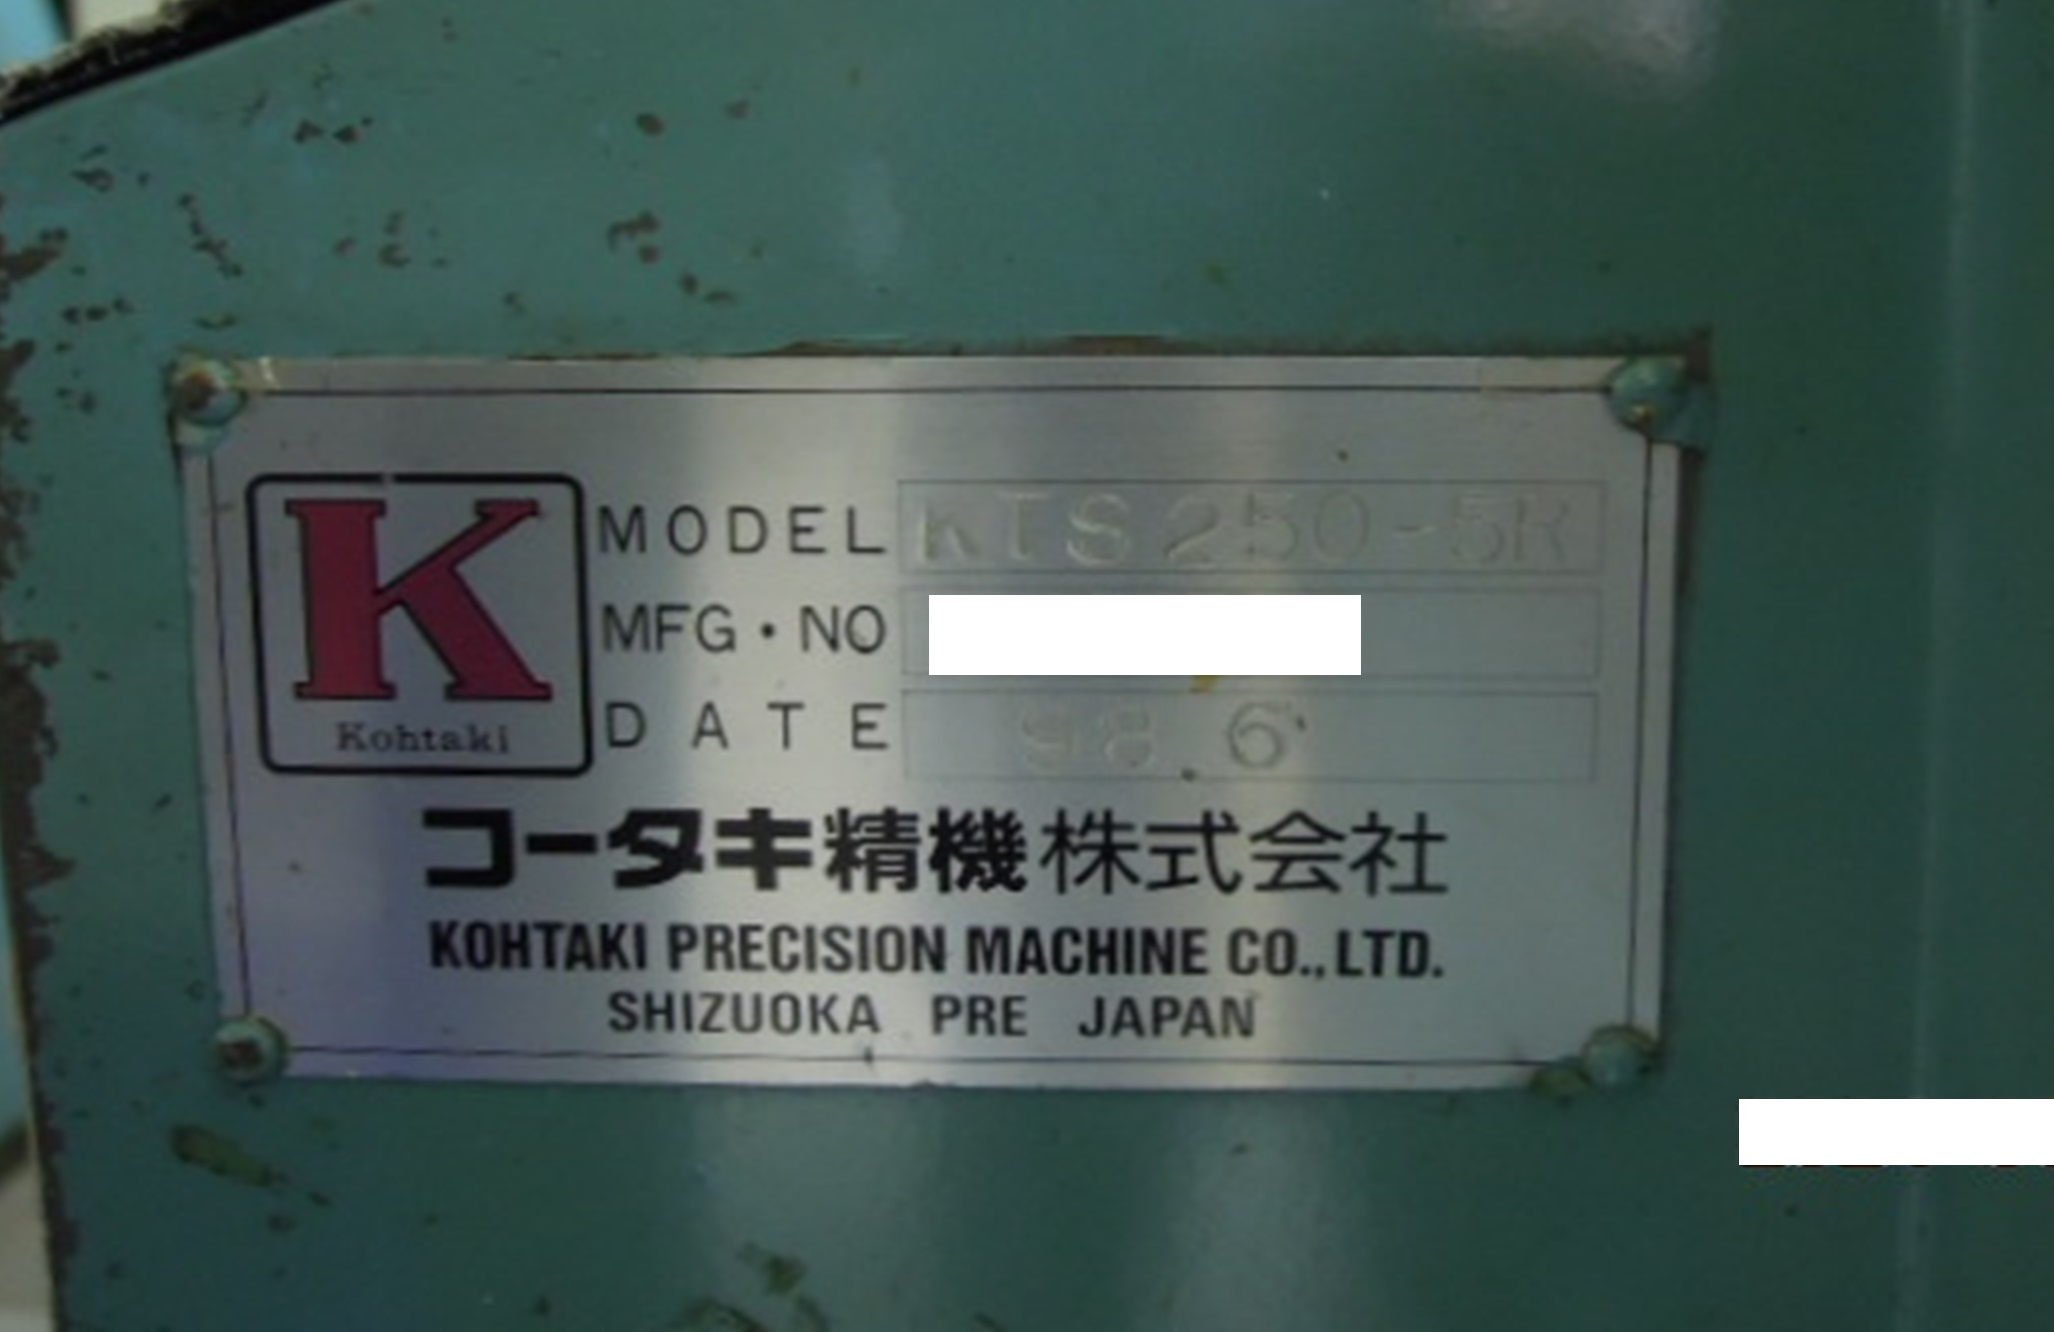 K
Kohtaki
MODEL KTS250-5R
MFG・NO
DATE 98.6
コータキ精機株式会社
KOHTAKI PRECISION MACHINE CO., LTD.
SHIZUOKA PRE JAPAN